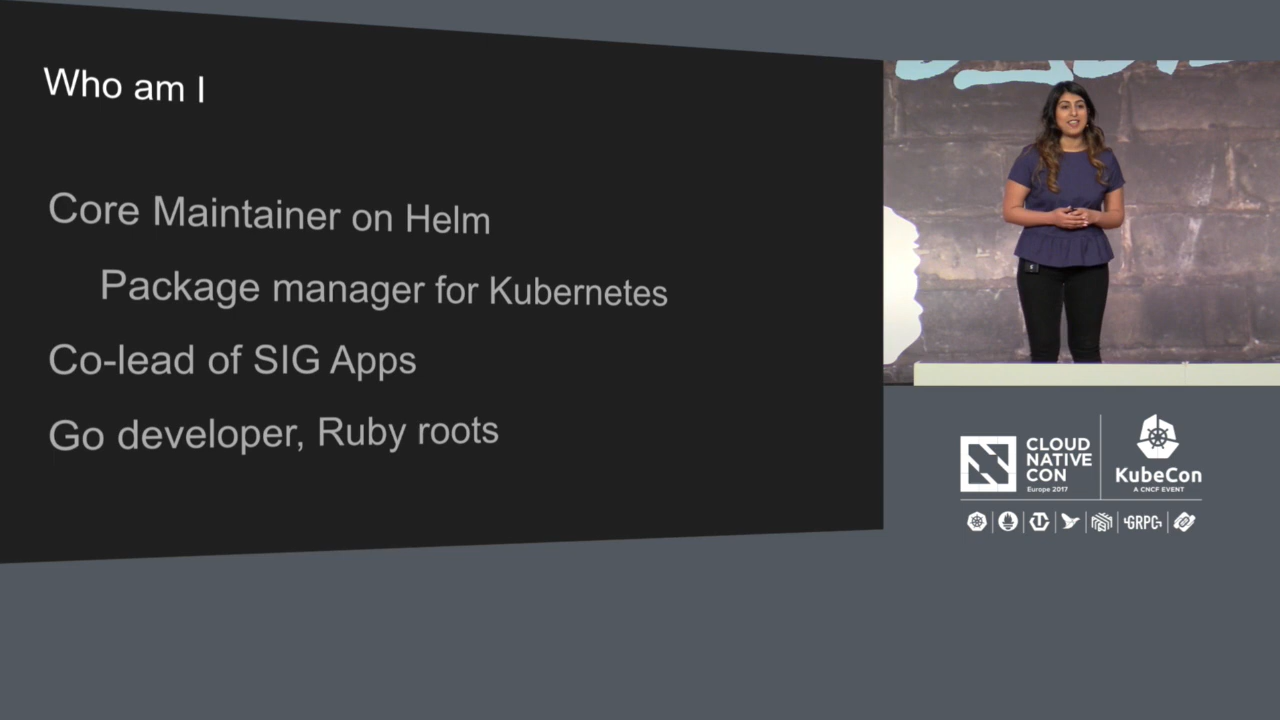 Who am I
Core Maintainer on Helm
Package manager for Kubernetes
Co-lead of SIG Apps
Go developer, Ruby roots
CLOUD
NATIVE
CON
Europe 2017
KubeCon
A CNCF EVENT
GRPC